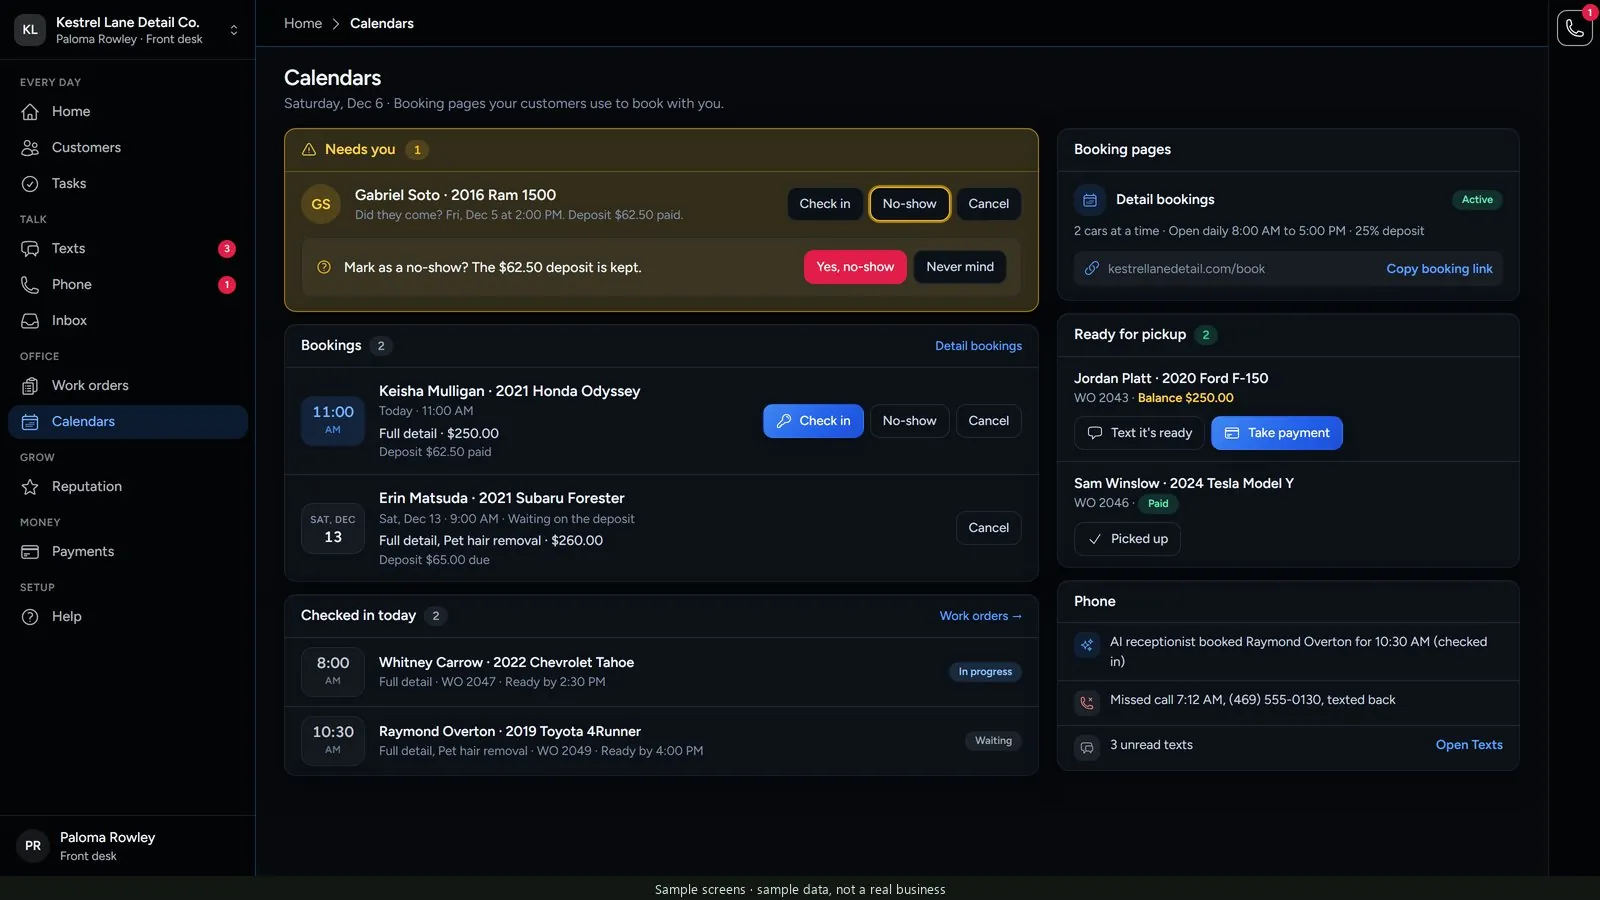 KL
Kestrel Lane Detail Co.
Paloma Rowley · Front desk
EVERY DAY
Home
Customers
Tasks
TALK
Texts
3
Phone
1
Inbox
OFFICE
Work orders
Calendars
GROW
Reputation
MONEY
Payments
SETUP
Help
PR
Paloma Rowley
Front desk
Home
Calendars
1
Calendars
Saturday, Dec 6 · Booking pages your customers use to book with you.
Needs you 1
GS
Gabriel Soto · 2016 Ram 1500
Did they come? Fri, Dec 5 at 2:00 PM. Deposit $62.50 paid.
Check in
No-show
Cancel
Mark as a no-show? The $62.50 deposit is kept.
Yes, no-show
Never mind
Bookings 2
Detail bookings
11:00
AM
Keisha Mulligan · 2021 Honda Odyssey
Today · 11:00 AM
Full detail · $250.00
Deposit $62.50 paid
Check in
No-show
Cancel
SAT, DEC
13
Erin Matsuda · 2021 Subaru Forester
Sat, Dec 13 · 9:00 AM · Waiting on the deposit
Full detail, Pet hair removal · $260.00
Deposit $65.00 due
Cancel
Checked in today 2
Work orders →
8:00
AM
Whitney Carrow · 2022 Chevrolet Tahoe
Full detail · WO 2047 · Ready by 2:30 PM
In progress
10:30
AM
Raymond Overton · 2019 Toyota 4Runner
Full detail, Pet hair removal · WO 2049 · Ready by 4:00 PM
Waiting
Booking pages
Detail bookings
Active
2 cars at a time · Open daily 8:00 AM to 5:00 PM · 25% deposit
kestrellanedetail.com/book
Copy booking link
Ready for pickup 2
Jordan Platt · 2020 Ford F-150
WO 2043 · Balance $250.00
Text it's ready
Take payment
Sam Winslow · 2024 Tesla Model Y
WO 2046 · Paid
Picked up
Phone
AI receptionist booked Raymond Overton for 10:30 AM (checked
in)
Missed call 7:12 AM, (469) 555-0130, texted back
3 unread texts
Open Texts
Sample screens · sample data, not a real business